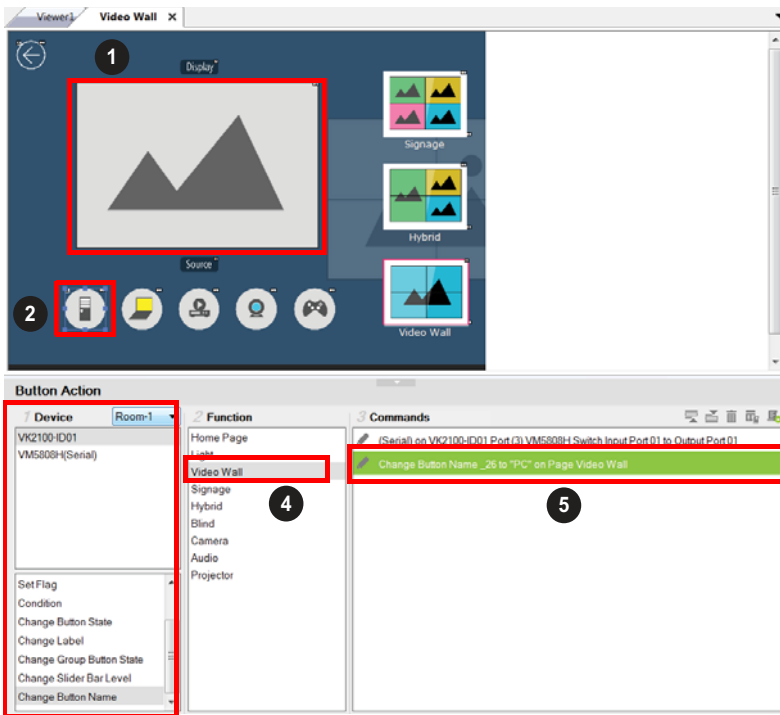 Viewer1 Video Wall X
1
Display
Signage
Hybrid
Source
2
Video Wall
Button Action
1 Device Room-1 2 Function 3 Commands
VK2100-ID01
VM5808H(Serial)
Home Page
Light
Video Wall
Signage
Hybrid
Blind
Camera
Audio
Projector
(Serial) on VK2100-ID01 Port (3) VM5808H Switch Input Port 01 to Output Port 01
Change Button Name _26 to "PC" on Page Video Wall
4
5
Set Flag
Condition
Change Button State
Change Label
Change Group Button State
Change Slider Bar Level
Change Button Name